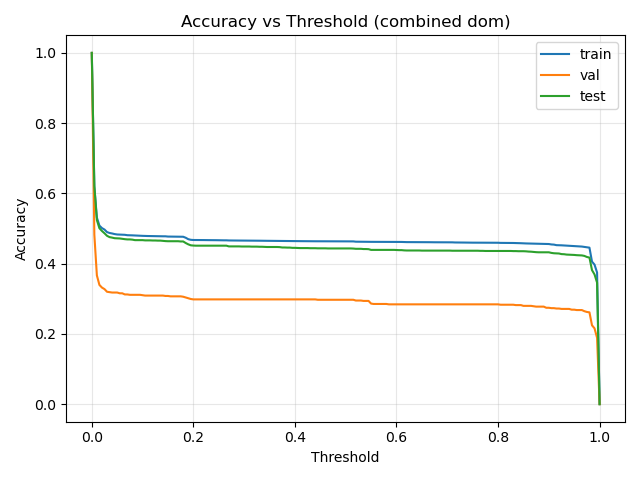 Accuracy vs Threshold (combined dom)
train
val
test
1.0
0.8
0.6
0.4
0.2
0.0
Accuracy
0.0 0.2 0.4 0.6 0.8 1.0
Threshold